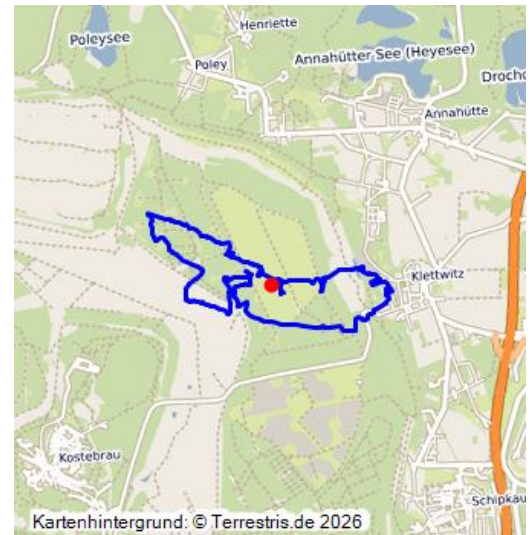 Henriette
Poleysee
Annahütter See (Heyesee)
Poley
Drocho
Annahütte
Klettwitz
Kostebrau
Schipkau
Kartenhintergrund: © Terrestris.de 2026